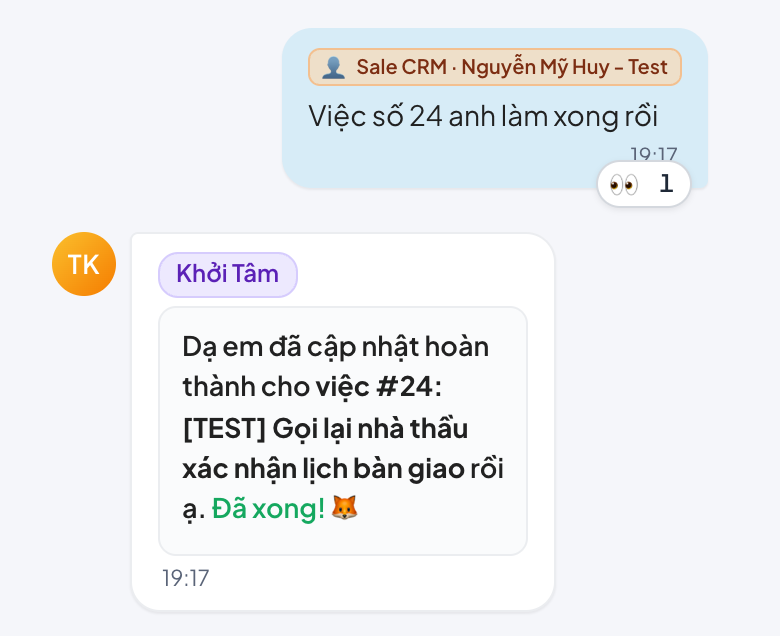 Sale CRM · Nguyễn Mỹ Huy - Test
Việc số 24 anh làm xong rồi
19:17
1
TK
Khởi Tâm
Dạ em đã cập nhật hoàn
thành cho việc #24:
[TEST] Gọi lại nhà thầu
xác nhận lịch bàn giao rồi
ạ. Đã xong!
19:17